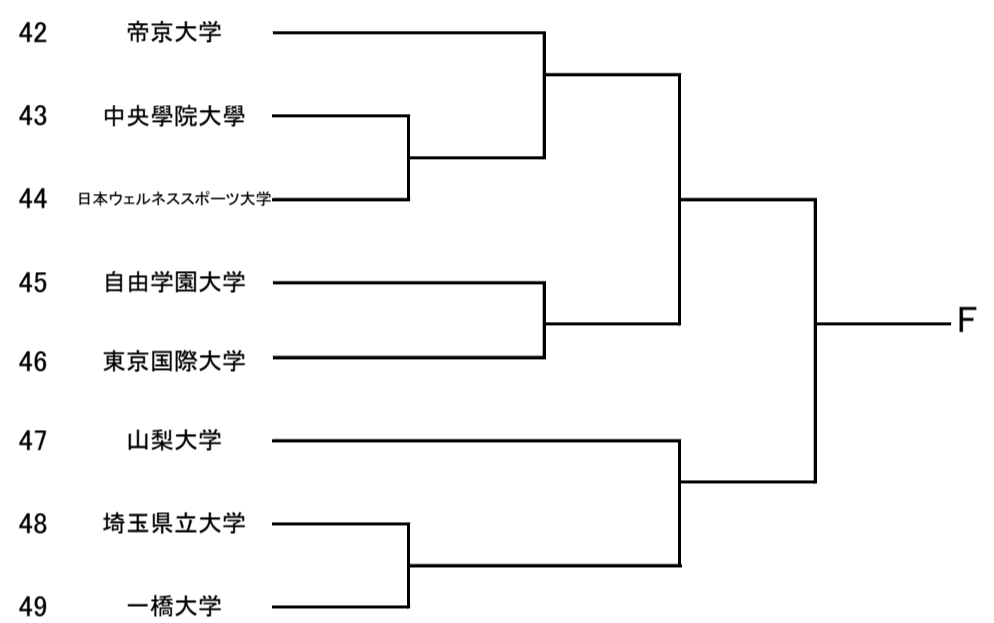 42 帝京大学
43 中央學院大學
44 日本ウェルネススポーツ大学
45 自由学園大学
46 東京国際大学
F
47 山梨大学
48 埼玉県立大学
49 一橋大学